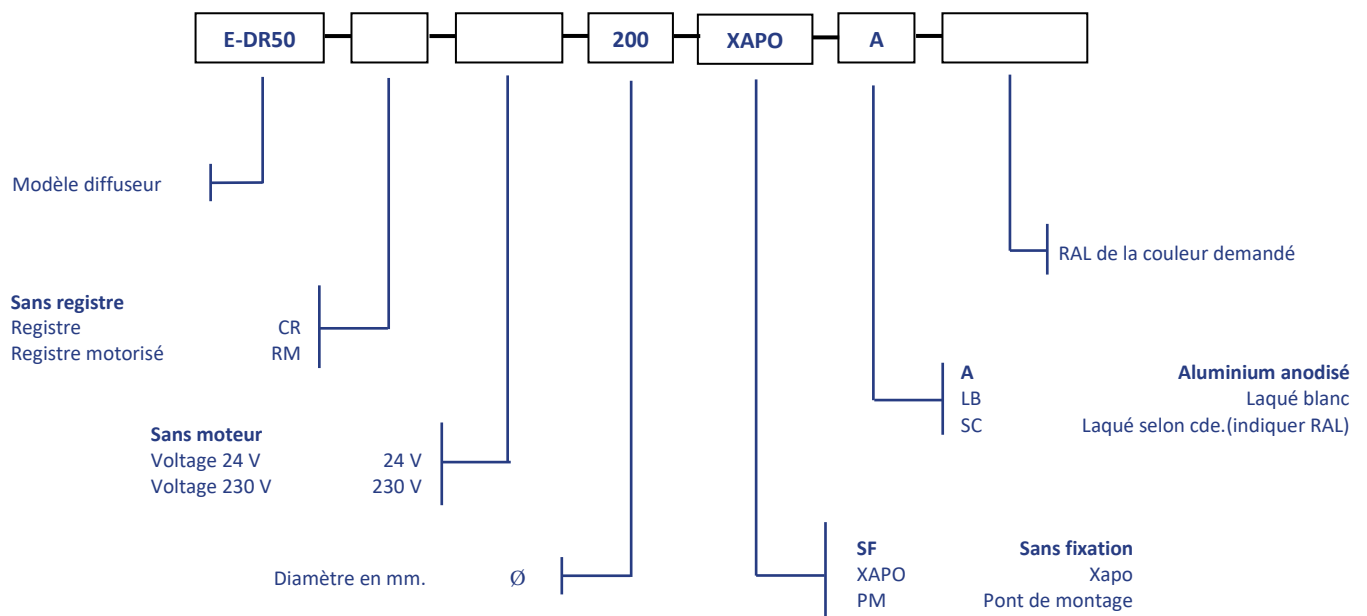 E-DR50 200 XAPO A
Modèle diffuseur
RAL de la couleur demandé
Sans registre
Registre CR
Registre motorisé RM
A Aluminium anodisé
LB Laqué blanc
SC Laqué selon cde.(indiquer RAL)
Sans moteur
Voltage 24 V 24 V
Voltage 230 V 230 V
SF Sans fixation
XAPO Xapo
PM Pont de montage
Diamètre en mm. Ø